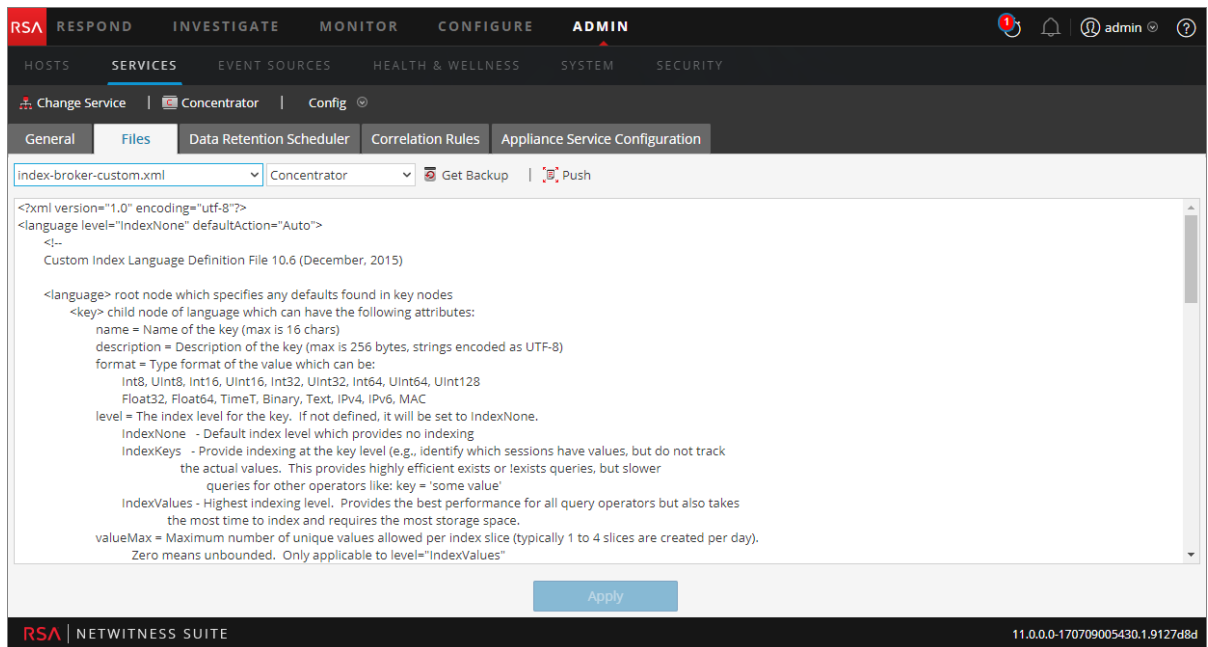 RSA RESPOND INVESTIGATE MONITOR CONFIGURE ADMIN 1 admin ?
HOSTS SERVICES EVENT SOURCES HEALTH & WELLNESS SYSTEM SECURITY
Change Service | C Concentrator | Config
General Files Data Retention Scheduler Correlation Rules Appliance Service Configuration
index-broker-custom.xml Concentrator Get Backup | Push
<?xml version="1.0" encoding="utf-8"?>
<language level="IndexNone" defaultAction="Auto">
<!--
Custom Index Language Definition File 10.6 (December, 2015)
<language> root node which specifies any defaults found in key nodes
<key> child node of language which can have the following attributes:
name = Name of the key (max is 16 chars)
description = Description of the key (max is 256 bytes, strings encoded as UTF-8)
format = Type format of the value which can be:
Int8, UInt8, Int16, UInt16, Int32, UInt32, Int64, UInt64, UInt128
Float32, Float64, TimeT, Binary, Text, IPv4, IPv6, MAC
level = The index level for the key.  If not defined, it will be set to IndexNone.
IndexNone   - Default index level which provides no indexing
IndexKeys   - Provide indexing at the key level (e.g., identify which sessions have values, but do not track
the actual values.  This provides highly efficient exists or !exists queries, but slower
queries for other operators like: key = 'some value'
IndexValues - Highest indexing level.  Provides the best performance for all query operators but also takes
the most time to index and requires the most storage space.
valueMax = Maximum number of unique values allowed per index slice (typically 1 to 4 slices are created per day).
Zero means unbounded.  Only applicable to level="IndexValues"
Apply
RSA | NETWITNESS SUITE 11.0.0.0-170709005430.1.9127d8d